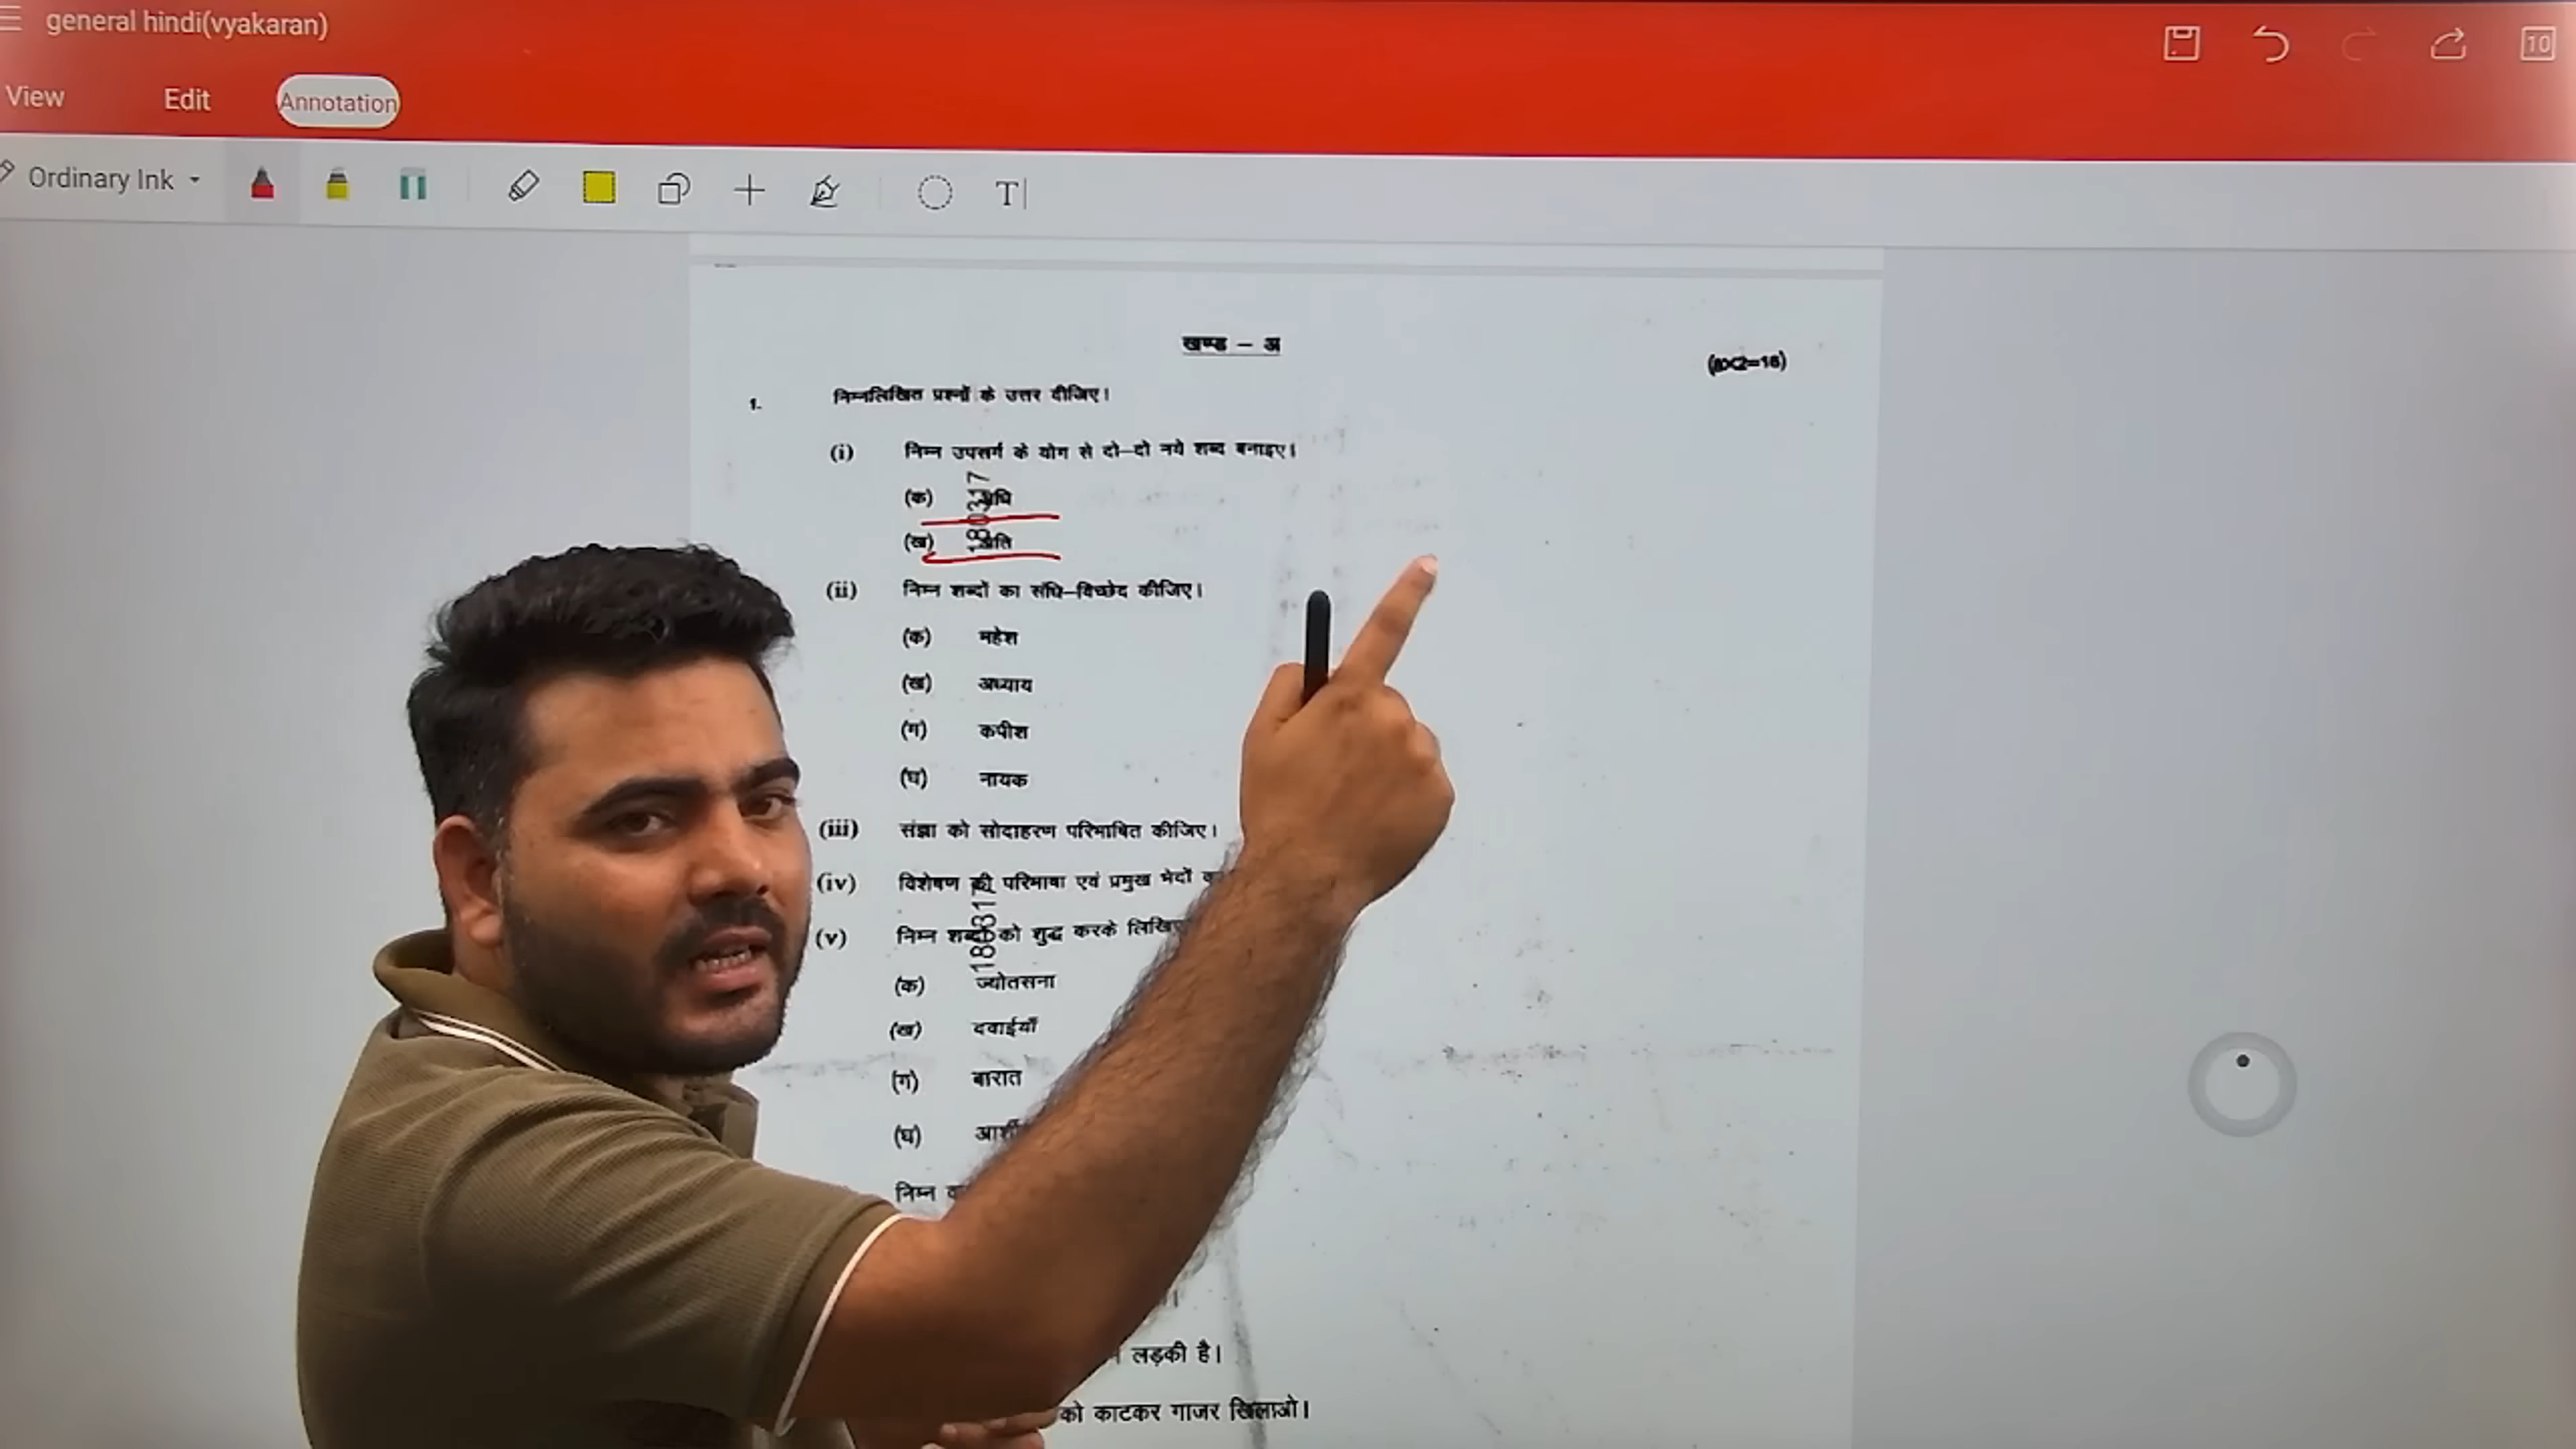 general hindi(vyakaran)
10
View Edit Annotation
Ordinary Ink
T
खण्ड – अ
(8X2=16)
1. निम्नलिखित प्रश्नों के उत्तर दीजिए।
(i) निम्न उपसर्ग के योग से दो–दो नये शब्द बनाइए।
(क)
(ख)
180317
(ii) निम्न शब्दों का संधि–विच्छेद कीजिए।
(क) महेश
(ख) अध्याय
(ग) कपीश
(घ) नायक
(iii) संज्ञा को सोदाहरण परिभाषित कीजिए।
(iv) विशेषण की परिभाषा एवं प्रमुख भेदों
(v) निम्न शब्दों को शुद्ध करके
(क) ज्योतसना
(ख) दवाईयाँ
(ग) बारात
(घ)
निम्न
लड़की है।
को काटकर गाजर खिलाओ।